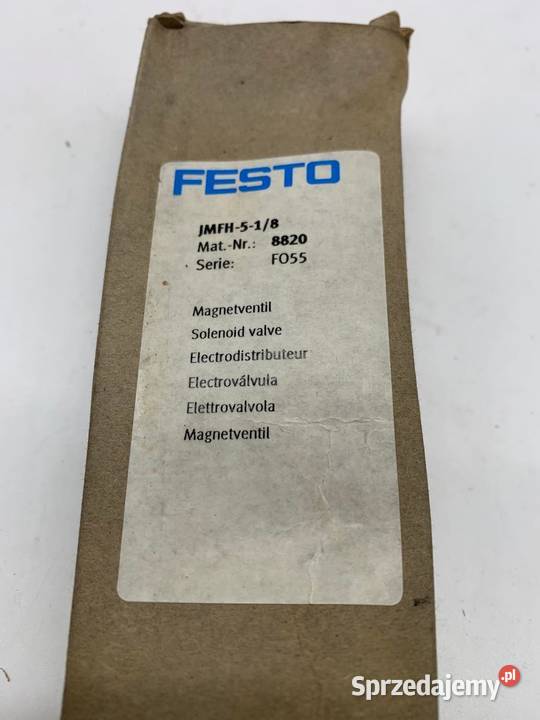 FESTO
JMFH-5-1/8
Mat.-Nr.: 8820
Serie: FO55
Magnetventil
Solenoid valve
Electrodistributeur
Electroválvula
Elettrovalvola
Magnetventil
Sprzedajemy.pl